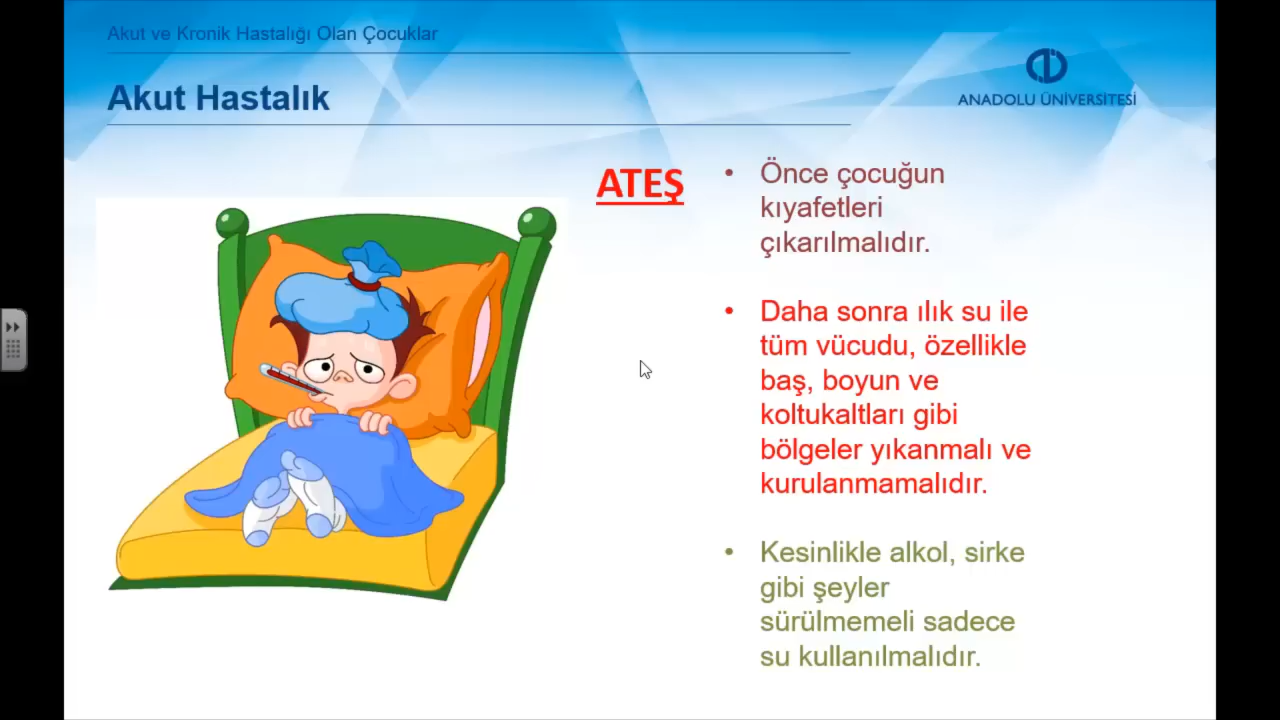 Akut ve Kronik Hastalığı Olan Çocuklar
Akut Hastalık
ANADOLU ÜNİVERSİTESİ
ATEŞ
• Önce çocuğun
kıyafetleri
çıkarılmalıdır.
• Daha sonra ılık su ile
tüm vücudu, özellikle
baş, boyun ve
koltukaltları gibi
bölgeler yıkanmalı ve
kurulanmamalıdır.
• Kesinlikle alkol, sirke
gibi şeyler
sürülmemeli sadece
su kullanılmalıdır.